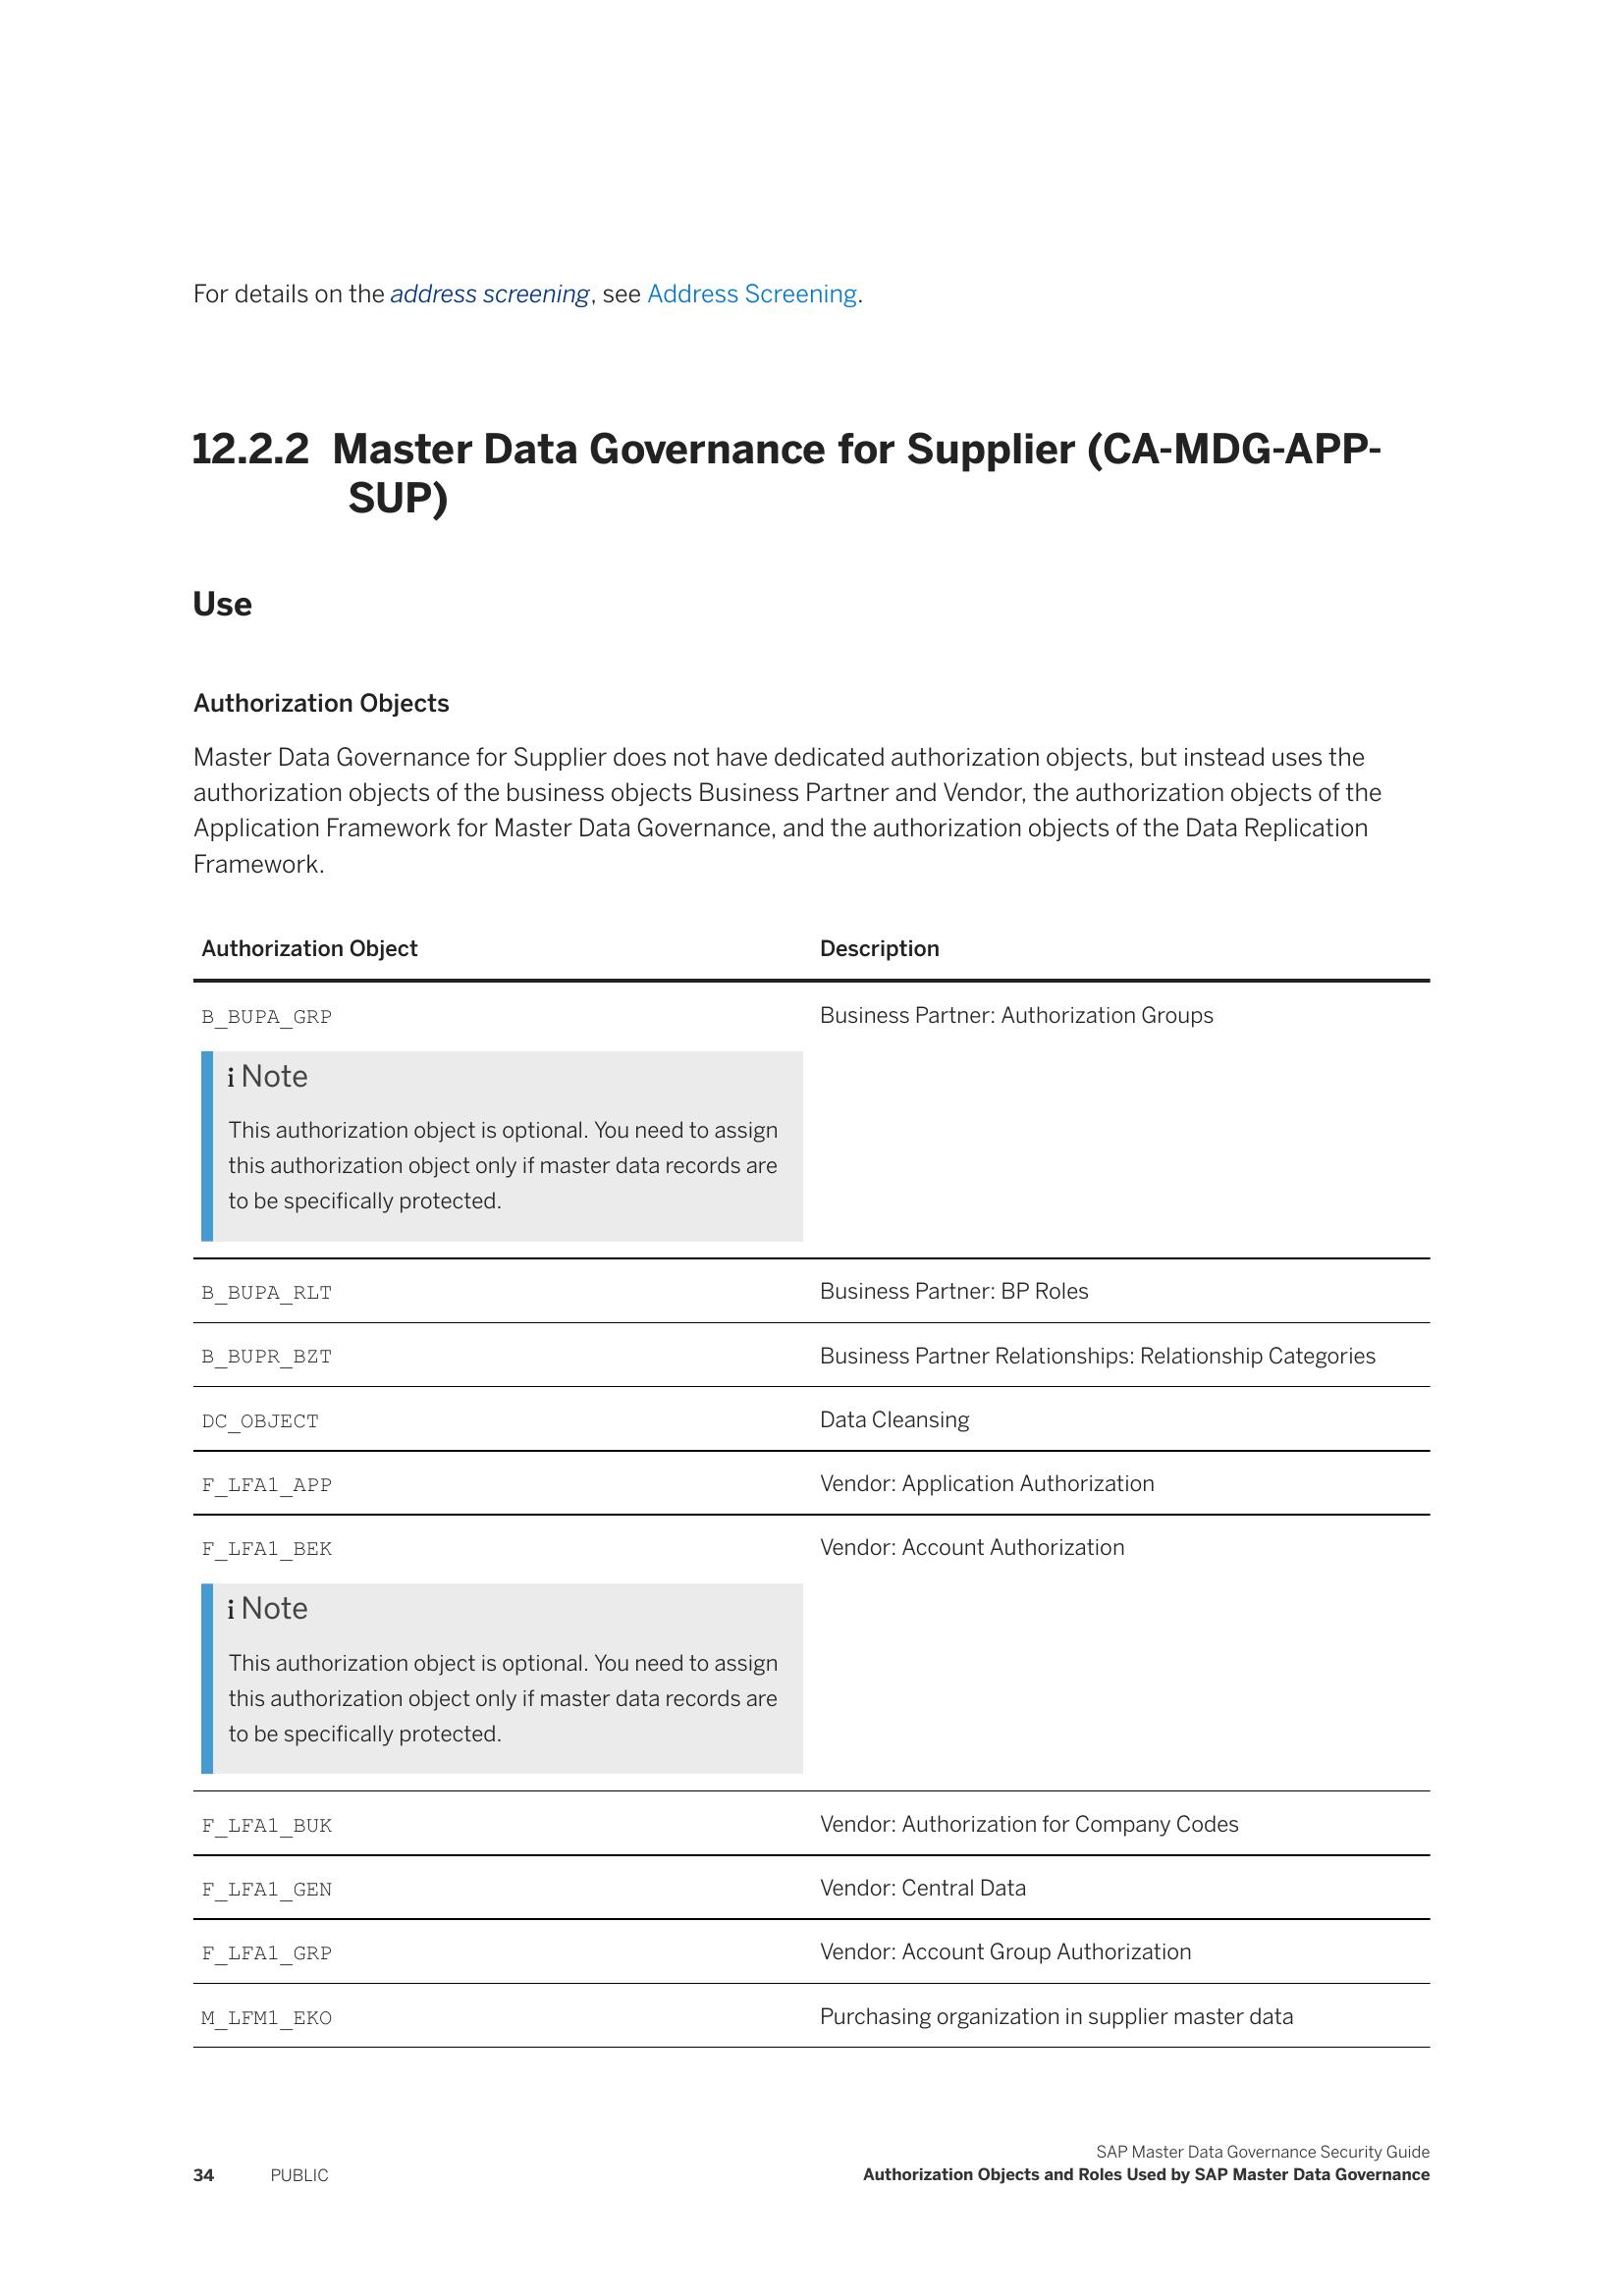 For details on the address screening, see Address Screening.
12.2.2 Master Data Governance for Supplier (CA-MDG-APP-
SUP)
Use
Authorization Objects
Master Data Governance for Supplier does not have dedicated authorization objects, but instead uses the
authorization objects of the business objects Business Partner and Vendor, the authorization objects of the
Application Framework for Master Data Governance, and the authorization objects of the Data Replication
Framework.
Authorization Object Description
B_BUPA_GRP Business Partner: Authorization Groups
i Note
This authorization object is optional. You need to assign
this authorization object only if master data records are
to be specifically protected.
B_BUPA_RLT Business Partner: BP Roles
B_BUPR_BZT Business Partner Relationships: Relationship Categories
DC_OBJECT Data Cleansing
F_LFA1_APP Vendor: Application Authorization
F_LFA1_BEK Vendor: Account Authorization
i Note
This authorization object is optional. You need to assign
this authorization object only if master data records are
to be specifically protected.
F_LFA1_BUK Vendor: Authorization for Company Codes
F_LFA1_GEN Vendor: Central Data
F_LFA1_GRP Vendor: Account Group Authorization
M_LFM1_EKO Purchasing organization in supplier master data
SAP Master Data Governance Security Guide
34 PUBLIC Authorization Objects and Roles Used by SAP Master Data Governance